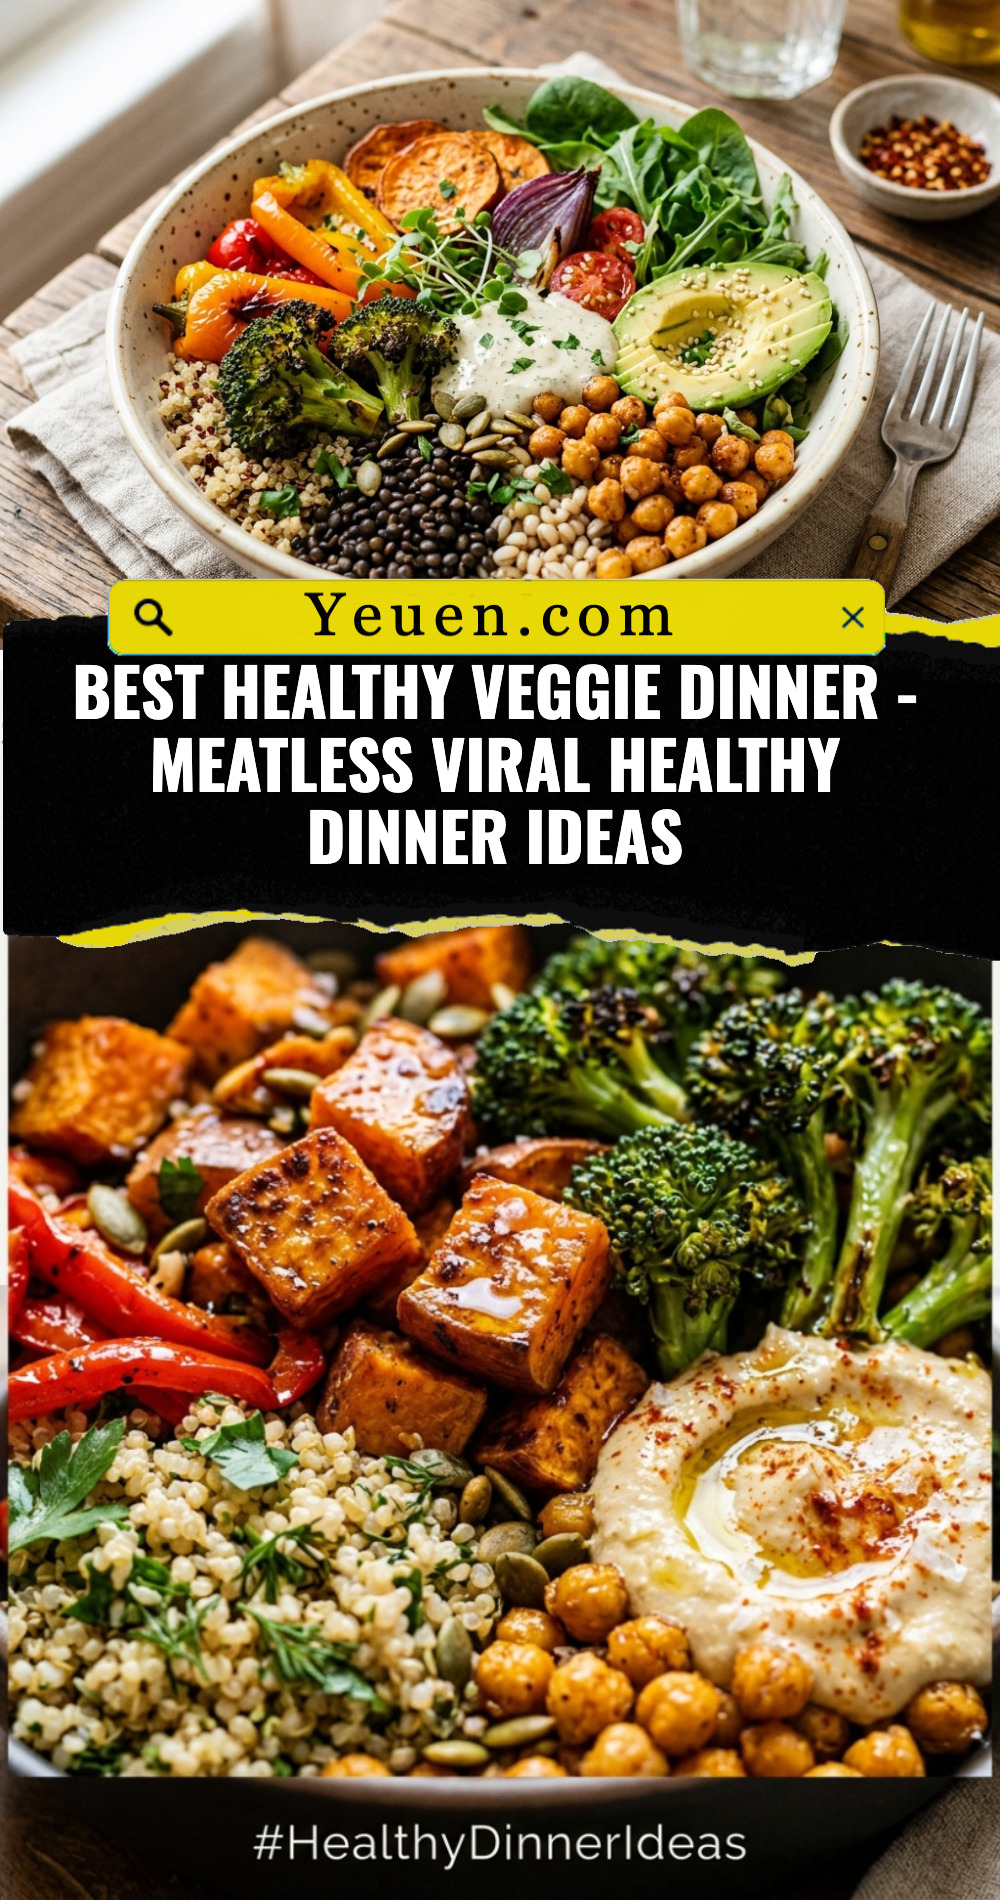 Yeuen.com
BEST HEALTHY VEGGIE DINNER -
MEATLESS VIRAL HEALTHY
DINNER IDEAS
#HealthyDinnerIdeas